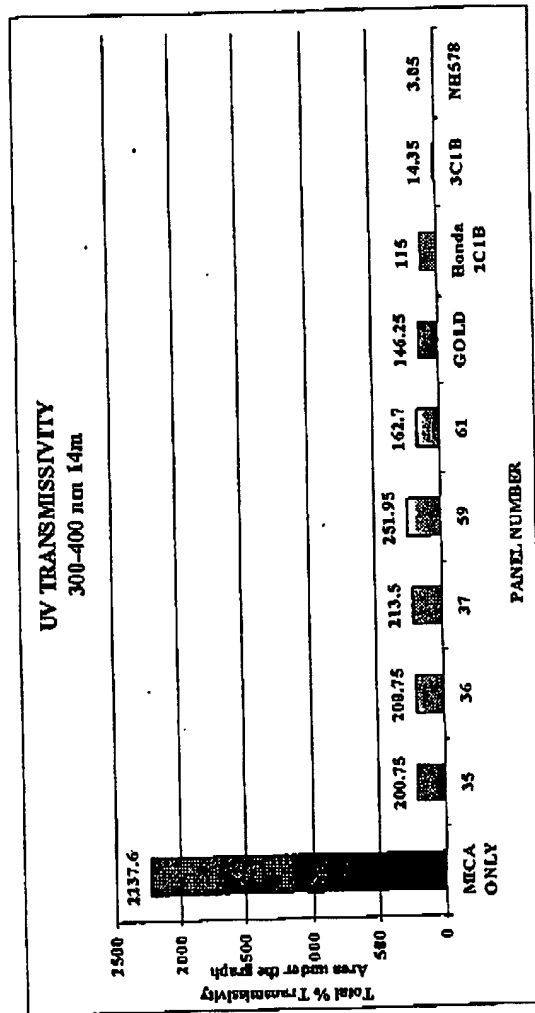 UV TRANSMISSIVITY
300-400 nm 14m
Total % Transmissivity
Area under the graph
2500
2000
1500
1000
500
0
2237.6
200.75
208.75
213.5
251.95
162.7
146.25
115
14.35
3.85
MICA ONLY
35
36
37
59
61
GOLD
Honda 2C1B
3C1B
NH578
PANEL NUMBER